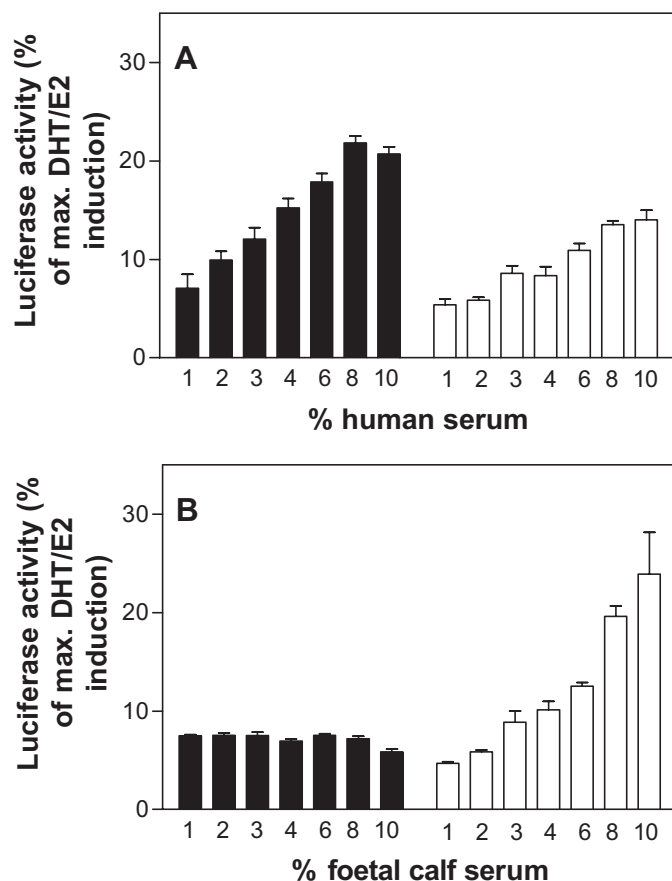 Luciferase activity (%
of max. DHT/E2
induction)
30
20
10
0
A
1 2 3 4 6 8 10 1 2 3 4 6 8 10
% human serum
Luciferase activity (%
of max. DHT/E2
induction)
30
20
10
0
B
1 2 3 4 6 8 10 1 2 3 4 6 8 10
% foetal calf serum